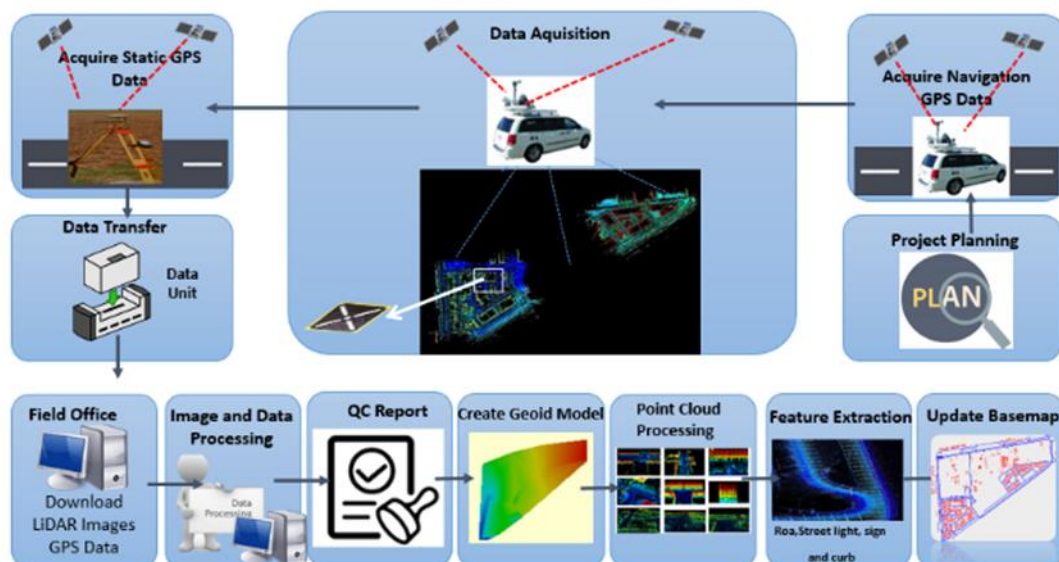 Acquire Static GPS
Data
Data Aquisition
Acquire Navigation
GPS Data
Data Transfer
Data
Unit
Project Planning
PLAN
Field Office
Download
LiDAR Images
GPS Data
Image and Data
Processing
Data
Processing
QC Report
Create Geoid Model
Point Cloud
Processing
Feature Extraction
Roa,Street light, sign
and curb
Update Basemap